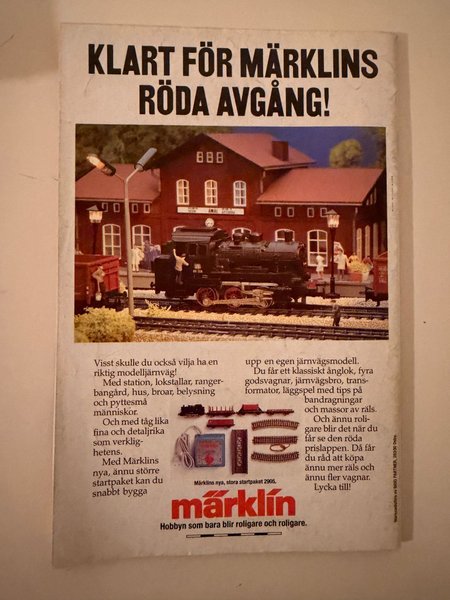 KLART FÖR MÄRKLINS
RÖDA AVGÅNG!
Visst skulle du också vilja ha en
riktig modelljärnväg!
Med station, lokstallar, ranger-
bangård, hus, broar, belysning
och pyttesmå
människor.
Och med tåg lika
fina och detaljrika
som verklig-
hetens.
Med Märklins
nya, ännu större
startpaket kan du
snabbt bygga
upp en egen järnvägsmodell.
Du får ett klassiskt ånglok, fyra
godsvagnar, järnvägsbro, trans-
formator, läggspel med tips på
bandragningar
och massor av räls.
Och ännu roli-
gare blir det när du
får se den röda
prislappen. Då får
du råd att köpa
ännu mer räls och
ännu fler vagnar.
Lycka till!
Märklins nya, stora startpaket 2905.
märklin
Hobbyn som bara blir roligare och roligare.